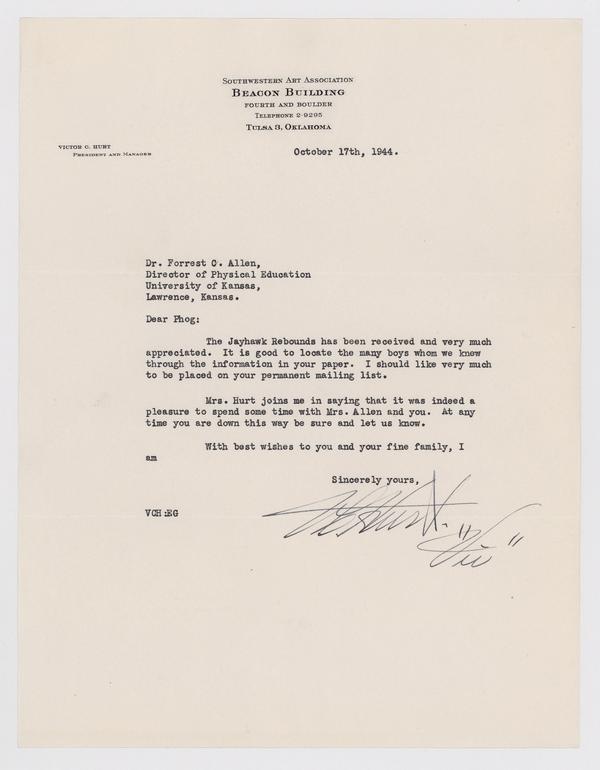 SOUTHWESTERN ART ASSOCIATION
BEACON BUILDING
FOURTH AND BOULDER
TELEPHONE 2-9295
TULSA 3, OKLAHOMA
VICTOR C. HURT
PRESIDENT AND MANAGER
October 17th, 1944.
Dr. Forrest C. Allen,
Director of Physical Education
University of Kansas,
Lawrence, Kansas.
Dear Phog:
The Jayhawk Rebounds has been received and very much
appreciated. It is good to locate the many boys whom we knew
through the information in your paper. I should like very much
to be placed on your permanent mailing list.
Mrs. Hurt joins me in saying that it was indeed a
pleasure to spend some time with Mrs. Allen and you. At any
time you are down this way be sure and let us know.
With best wishes to you and your fine family, I
am
Sincerely yours,
VCHurt.
"Vic"
VCH:EG